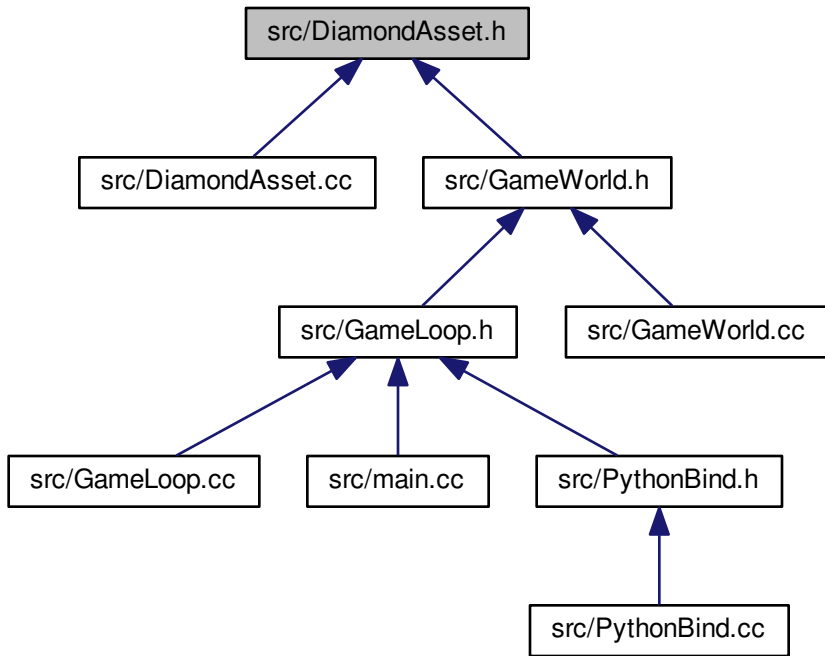 src/DiamondAsset.h
src/DiamondAsset.cc
src/GameWorld.h
src/GameLoop.h
src/GameWorld.cc
src/GameLoop.cc
src/main.cc
src/PythonBind.h
src/PythonBind.cc